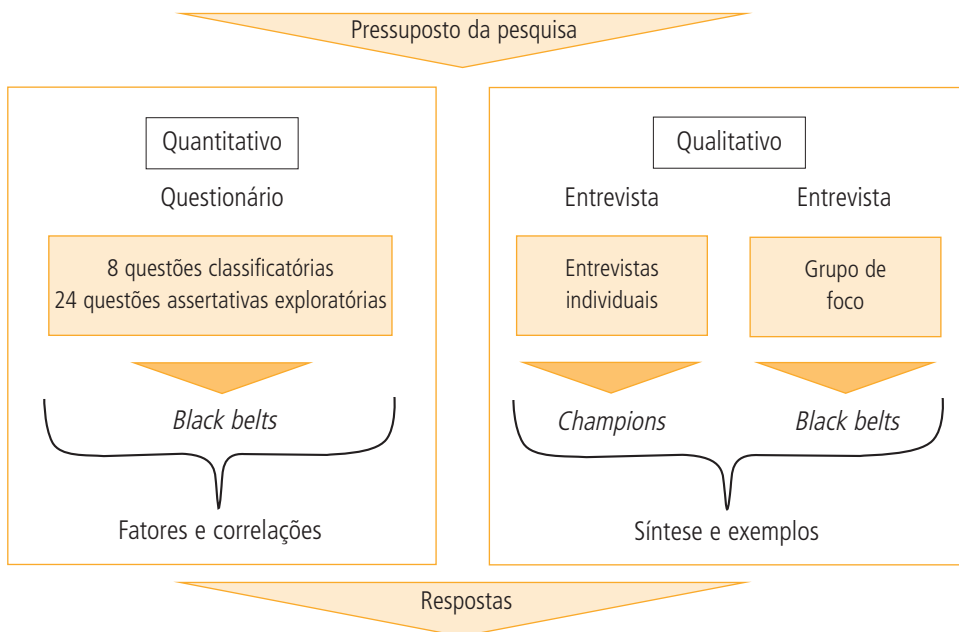 Pressuposto da pesquisa
Quantitativo
Questionário
8 questões classificatórias
24 questões assertativas exploratórias
Black belts
Fatores e correlações
Qualitativo
Entrevista
Entrevistas
individuais
Champions
Entrevista
Grupo de
foco
Black belts
Síntese e exemplos
Respostas